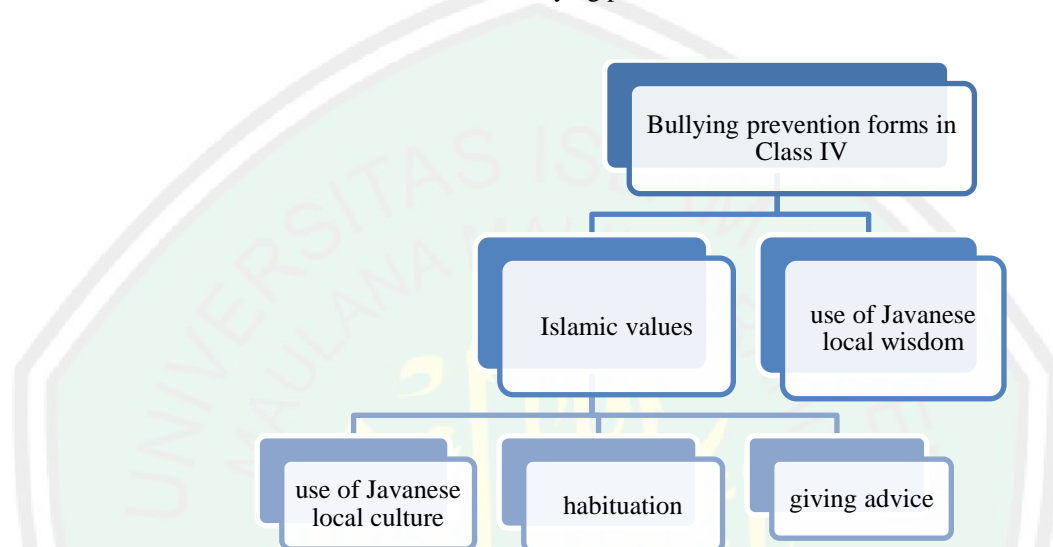 Bullying prevention forms in
Class IV
Islamic values
use of Javanese
local wisdom
use of Javanese
local culture
habituation
giving advice